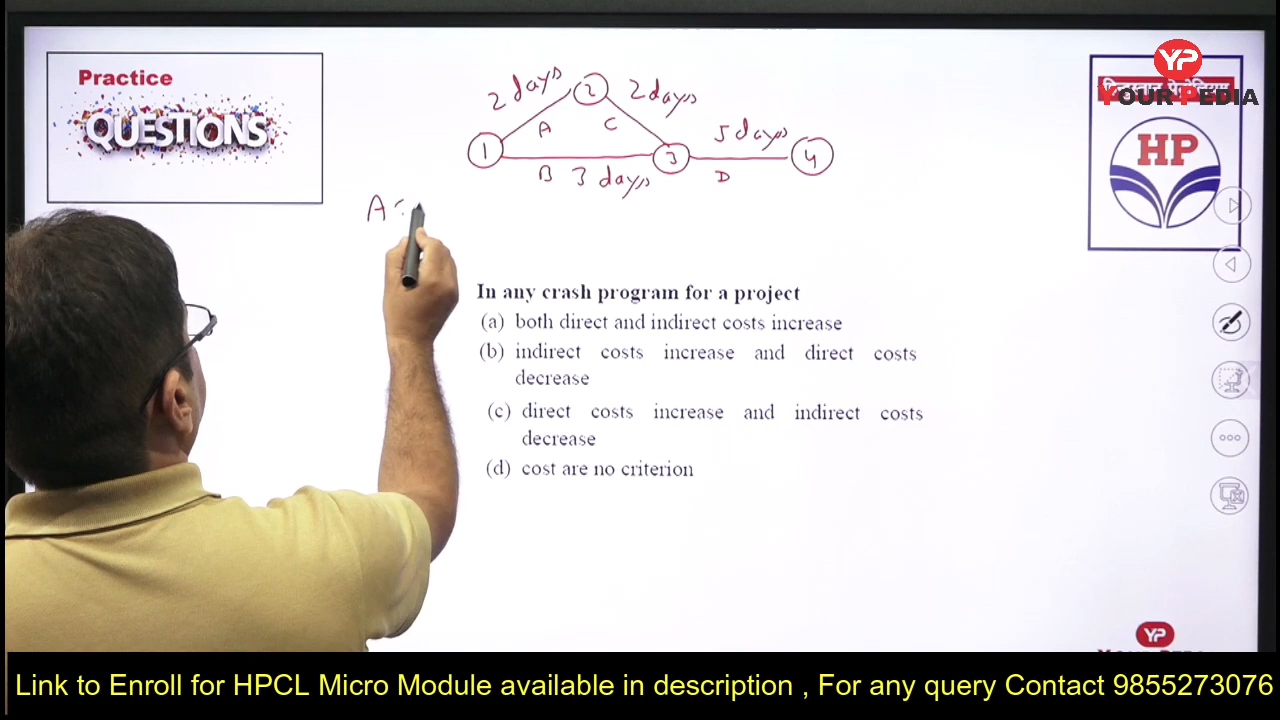 Practice
QUESTIONS
2 days
2
2 days
A
C
1
3
5 days
4
B 3 days
D
A :
YP
YOUR PEDIA
HP
In any crash program for a project
(a) both direct and indirect costs increase
(b) indirect costs increase and direct costs
decrease
(c) direct costs increase and indirect costs
decrease
(d) cost are no criterion
YP
Link to Enroll for HPCL Micro Module available in description , For any query Contact 9855273076